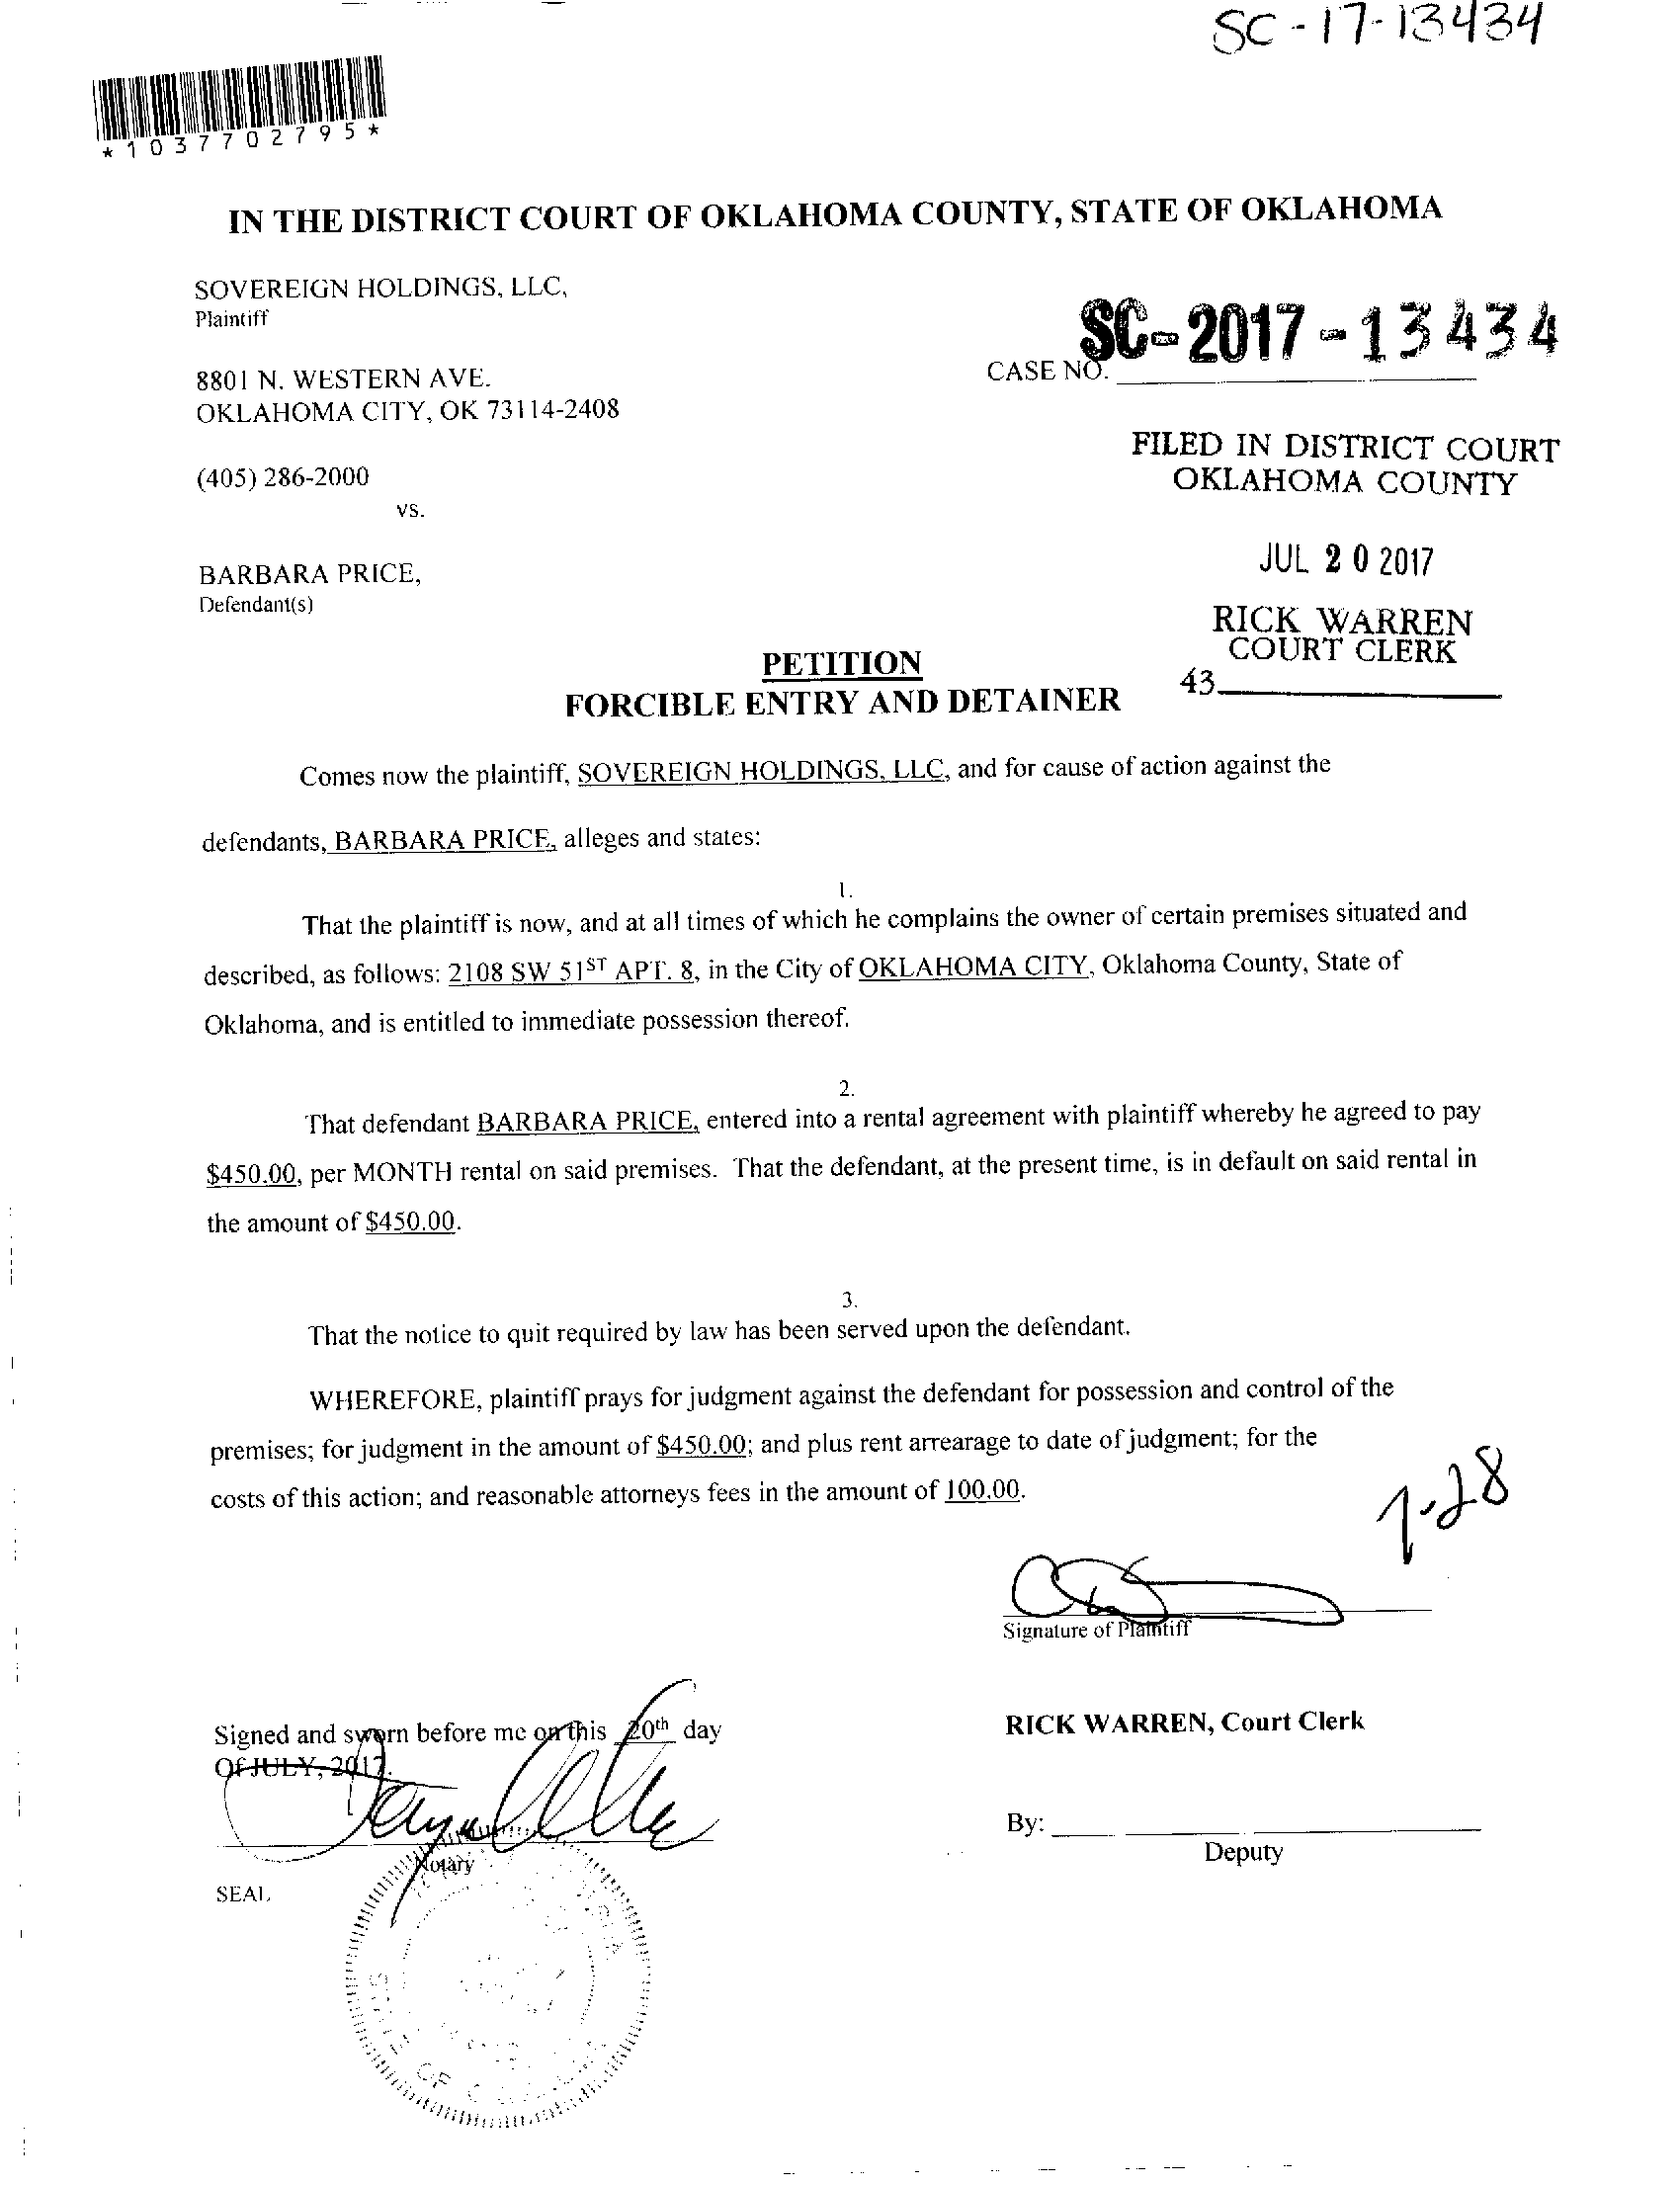 SC-17-13434
*1037702795*
IN THE DISTRICT COURT OF OKLAHOMA COUNTY, STATE OF OKLAHOMA
SOVEREIGN HOLDINGS, LLC,
Plaintiff
8801 N. WESTERN AVE.
OKLAHOMA CITY, OK 73114-2408
(405) 286-2000
vs.
BARBARA PRICE,
Defendant(s)
SC-2017-13434
CASE NO.
FILED IN DISTRICT COURT
OKLAHOMA COUNTY
JUL 20 2017
RICK WARREN
COURT CLERK
43
PETITION
FORCIBLE ENTRY AND DETAINER
Comes now the plaintiff, SOVEREIGN HOLDINGS, LLC, and for cause of action against the
defendants, BARBARA PRICE, alleges and states:
1.
That the plaintiff is now, and at all times of which he complains the owner of certain premises situated and
described, as follows: 2108 SW 51ST APT. 8, in the City of OKLAHOMA CITY, Oklahoma County, State of
Oklahoma, and is entitled to immediate possession thereof.
2.
That defendant BARBARA PRICE, entered into a rental agreement with plaintiff whereby he agreed to pay
$450.00, per MONTH rental on said premises. That the defendant, at the present time, is in default on said rental in
the amount of $450.00.
3.
That the notice to quit required by law has been served upon the defendant.
WHEREFORE, plaintiff prays for judgment against the defendant for possession and control of the
premises; for judgment in the amount of $450.00; and plus rent arrearage to date of judgment; for the
costs of this action; and reasonable attorneys fees in the amount of 100.00.
7-28
Signature of Plaintiff
Signed and sworn before me on this 20th day
Of JULY, 2017.
Notary
SEAL
RICK WARREN, Court Clerk
By:
Deputy
OF